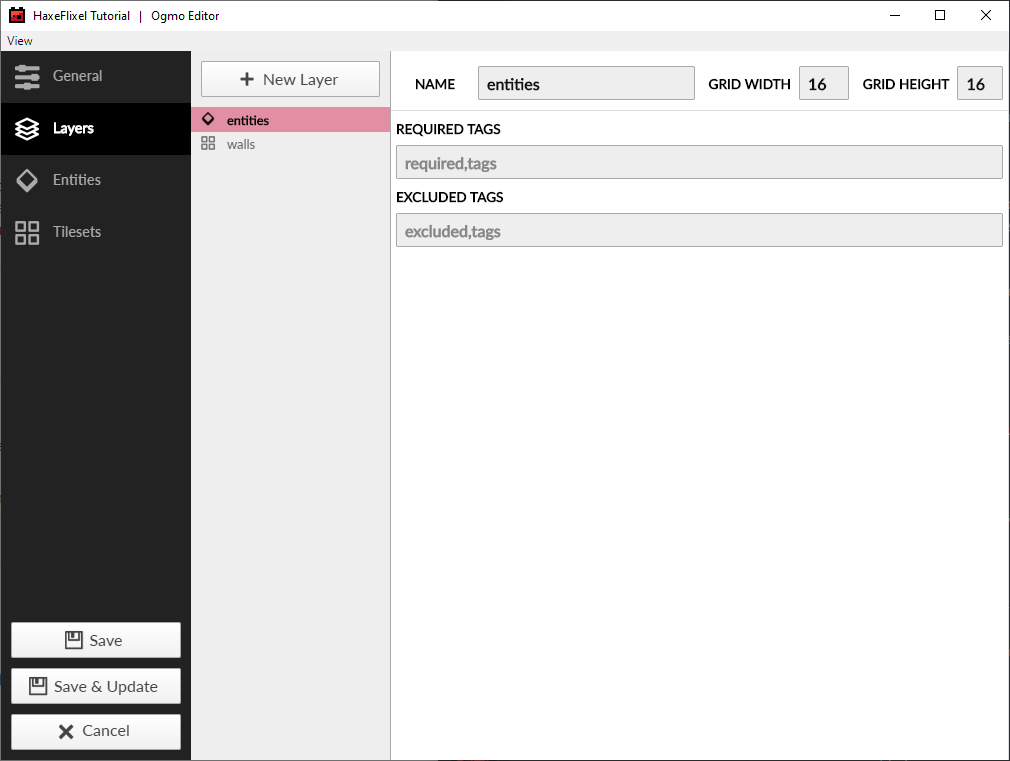 HaxeFlixel Tutorial | Ogmo Editor
View
General
Layers
Entities
Tilesets
Save
Save & Update
Cancel
New Layer
entities
walls
NAME entities GRID WIDTH 16 GRID HEIGHT 16
REQUIRED TAGS
required,tags
EXCLUDED TAGS
excluded,tags